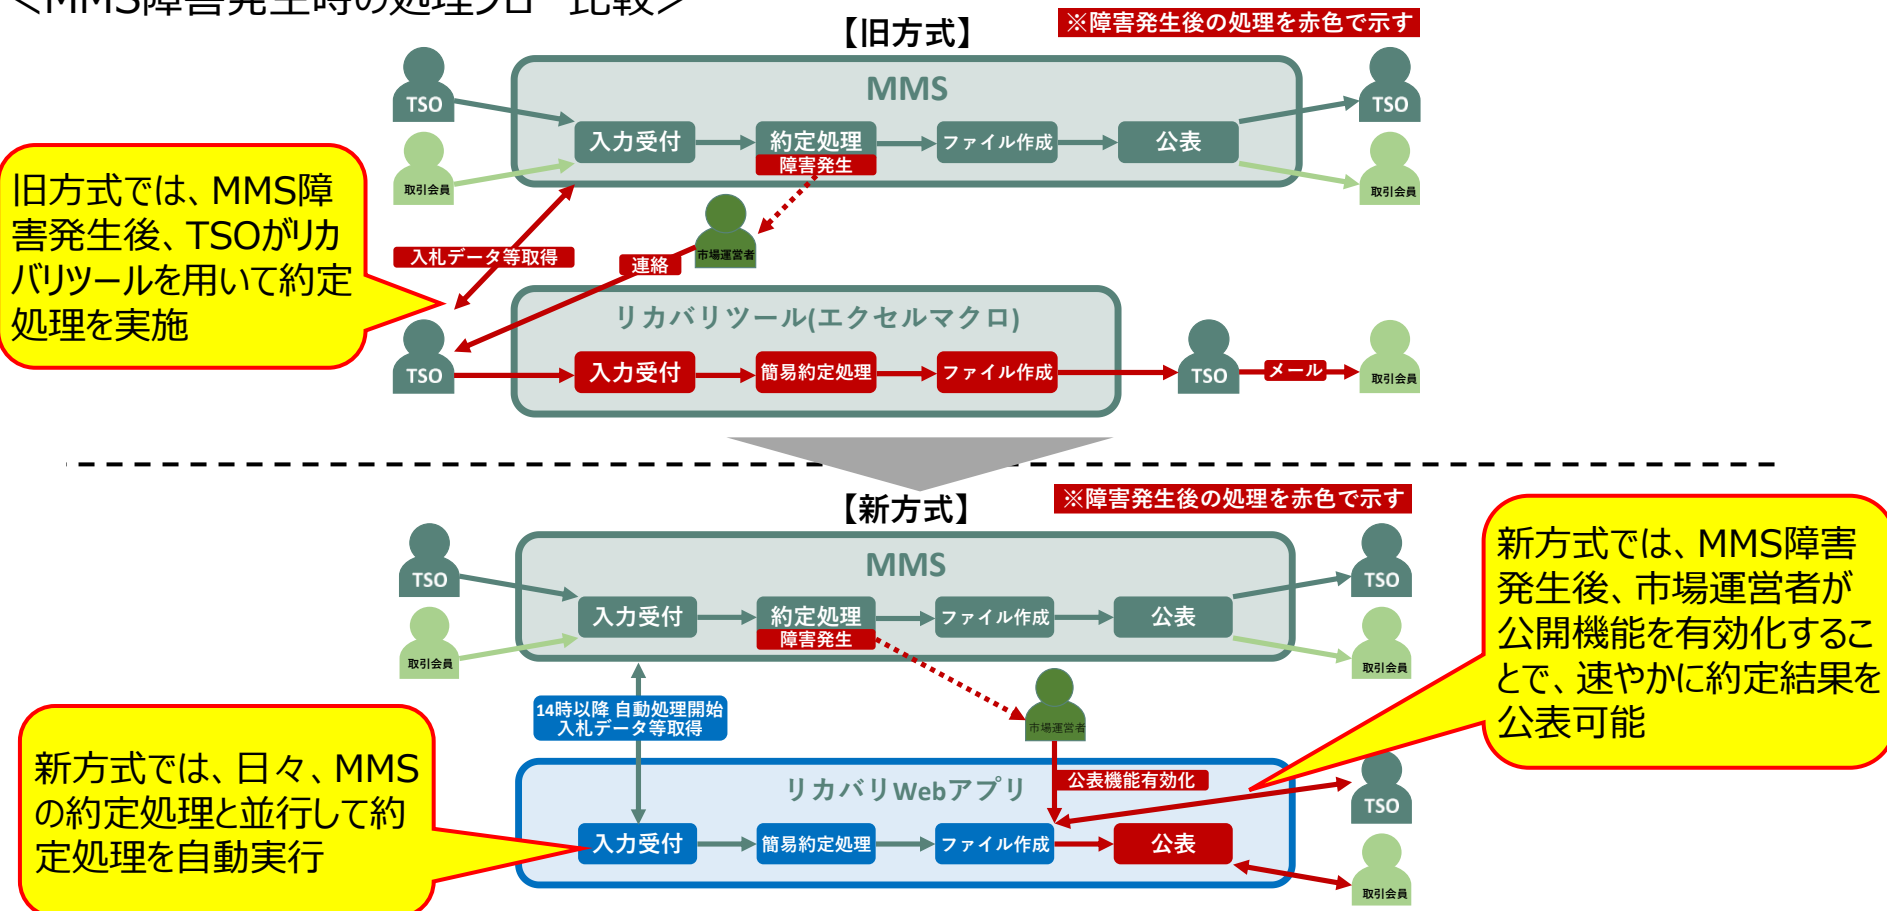 ＜MMS障害発生時の処理フロー比較＞
【旧方式】
※障害発生後の処理を赤色で示す
MMS
TSO
取引会員
入力受付
約定処理
障害発生
ファイル作成
公表
TSO
取引会員
旧方式では、MMS障
害発生後、TSOがリカ
バリツールを用いて約定
処理を実施
入札データ等取得
連絡
市場運営者
リカバリツール(エクセルマクロ)
TSO
入力受付
簡易約定処理
ファイル作成
TSO
メール
取引会員
【新方式】
※障害発生後の処理を赤色で示す
MMS
TSO
取引会員
入力受付
約定処理
障害発生
ファイル作成
公表
TSO
取引会員
新方式では、MMS障害
発生後、市場運営者が
公開機能を有効化するこ
とで、速やかに約定結果を
公表可能
14時以降 自動処理開始
入札データ等取得
市場運営者
新方式では、日々、MMS
の約定処理と並行して約
定処理を自動実行
リカバリWebアプリ
公表機能有効化
入力受付
簡易約定処理
ファイル作成
公表
TSO
取引会員